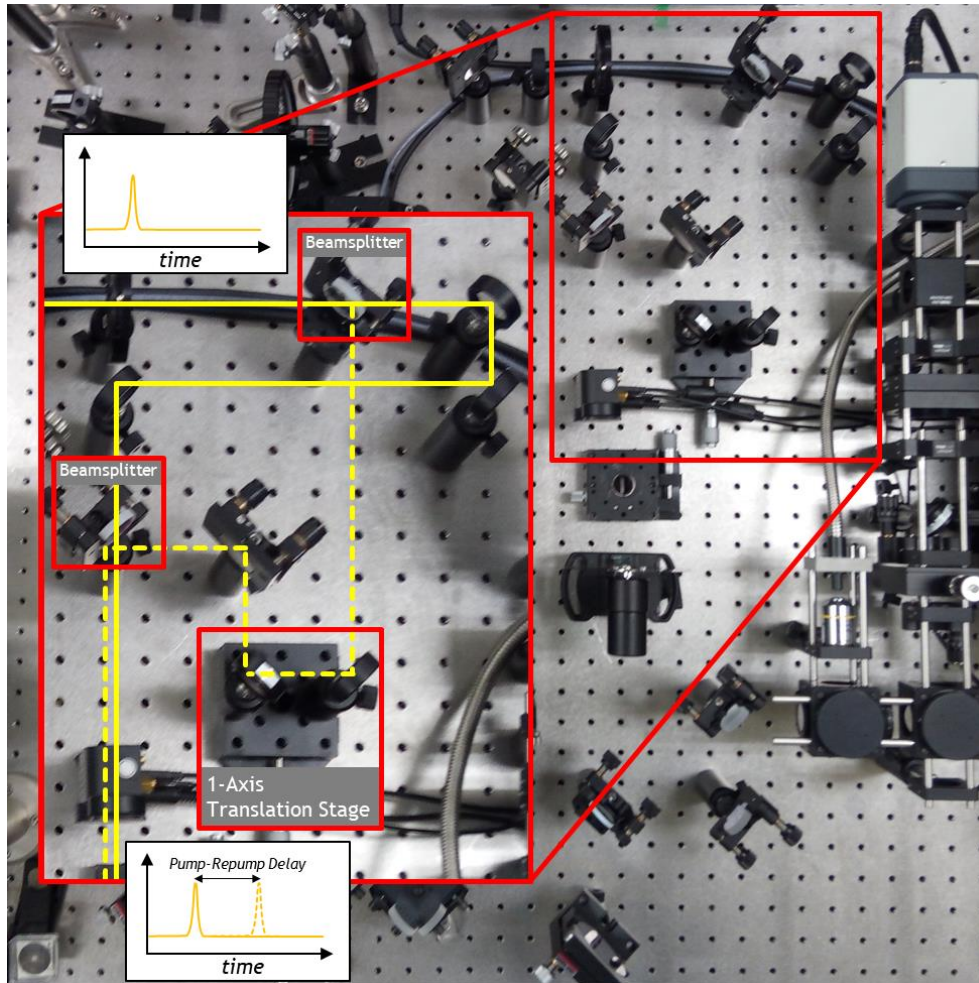 time
Beamsplitter
Beamsplitter
1-Axis
Translation Stage
Pump-Repump Delay
time